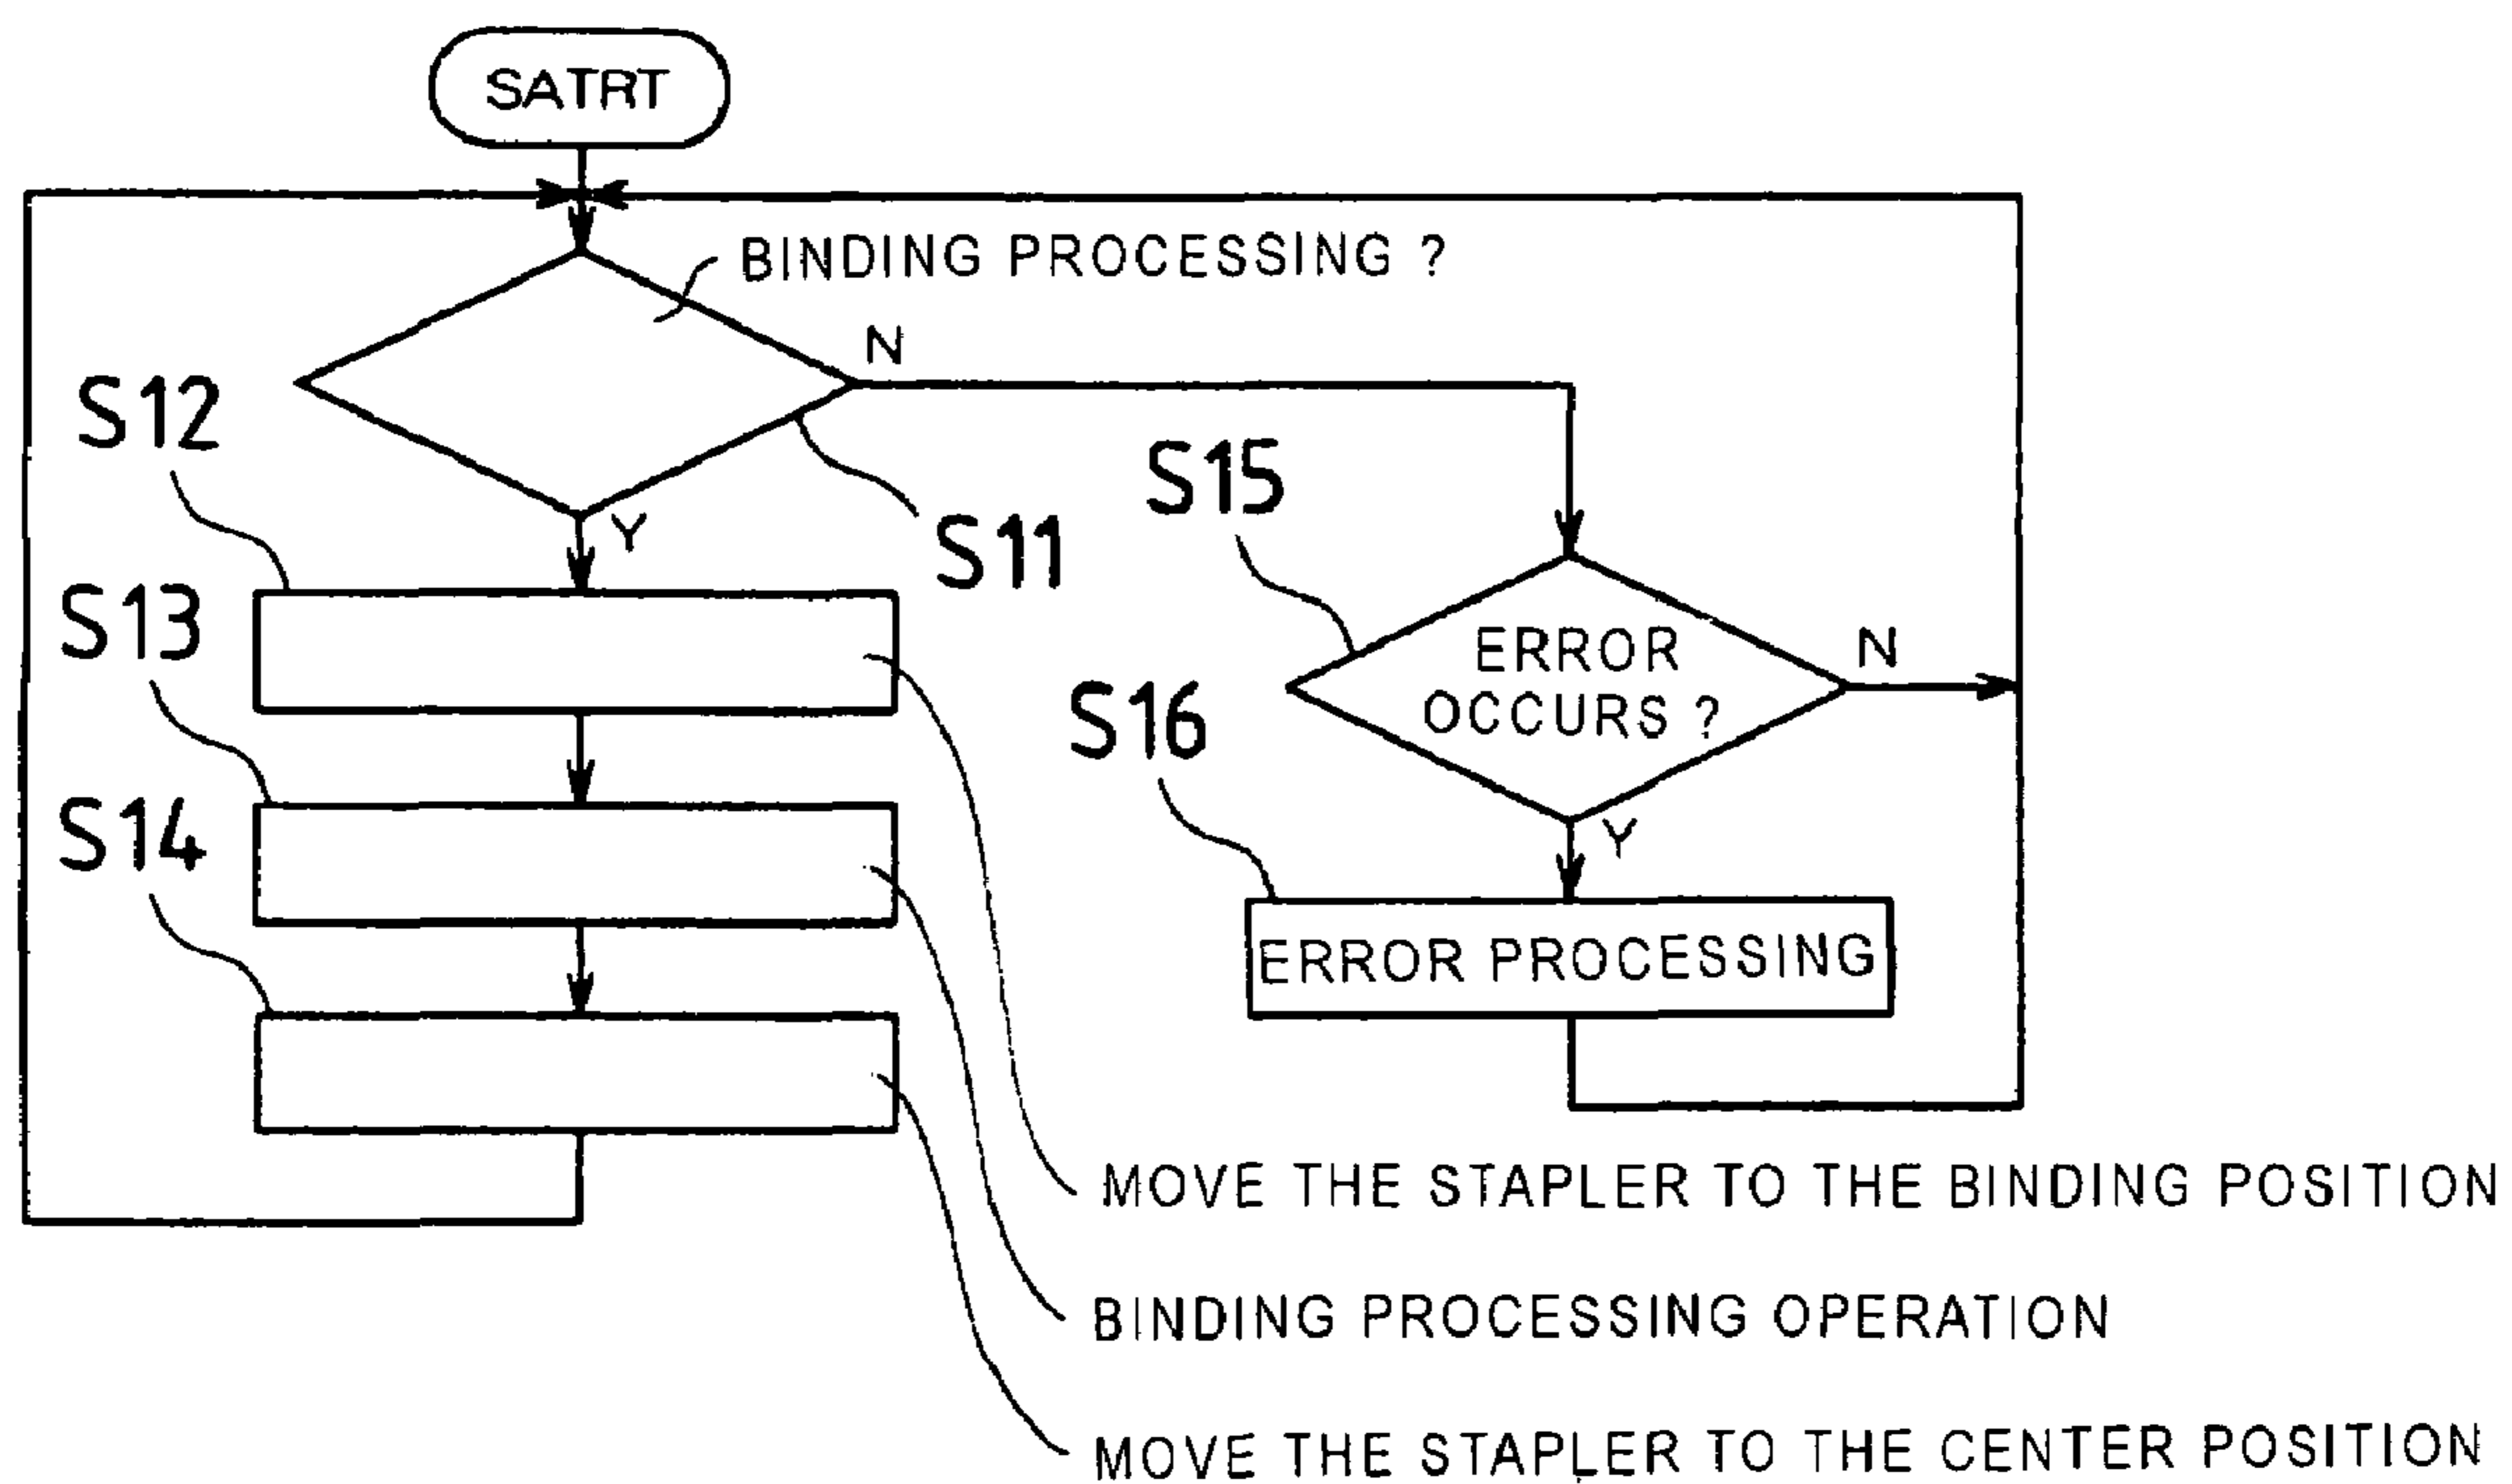 SATRT
BINDING PROCESSING ?
N
S12
S15
Y
S11
S13
ERROR
OCCURS ?
N
S16
S14
Y
ERROR PROCESSING
MOVE THE STAPLER TO THE BINDING POSITION
BINDING PROCESSING OPERATION
MOVE THE STAPLER TO THE CENTER POSITION